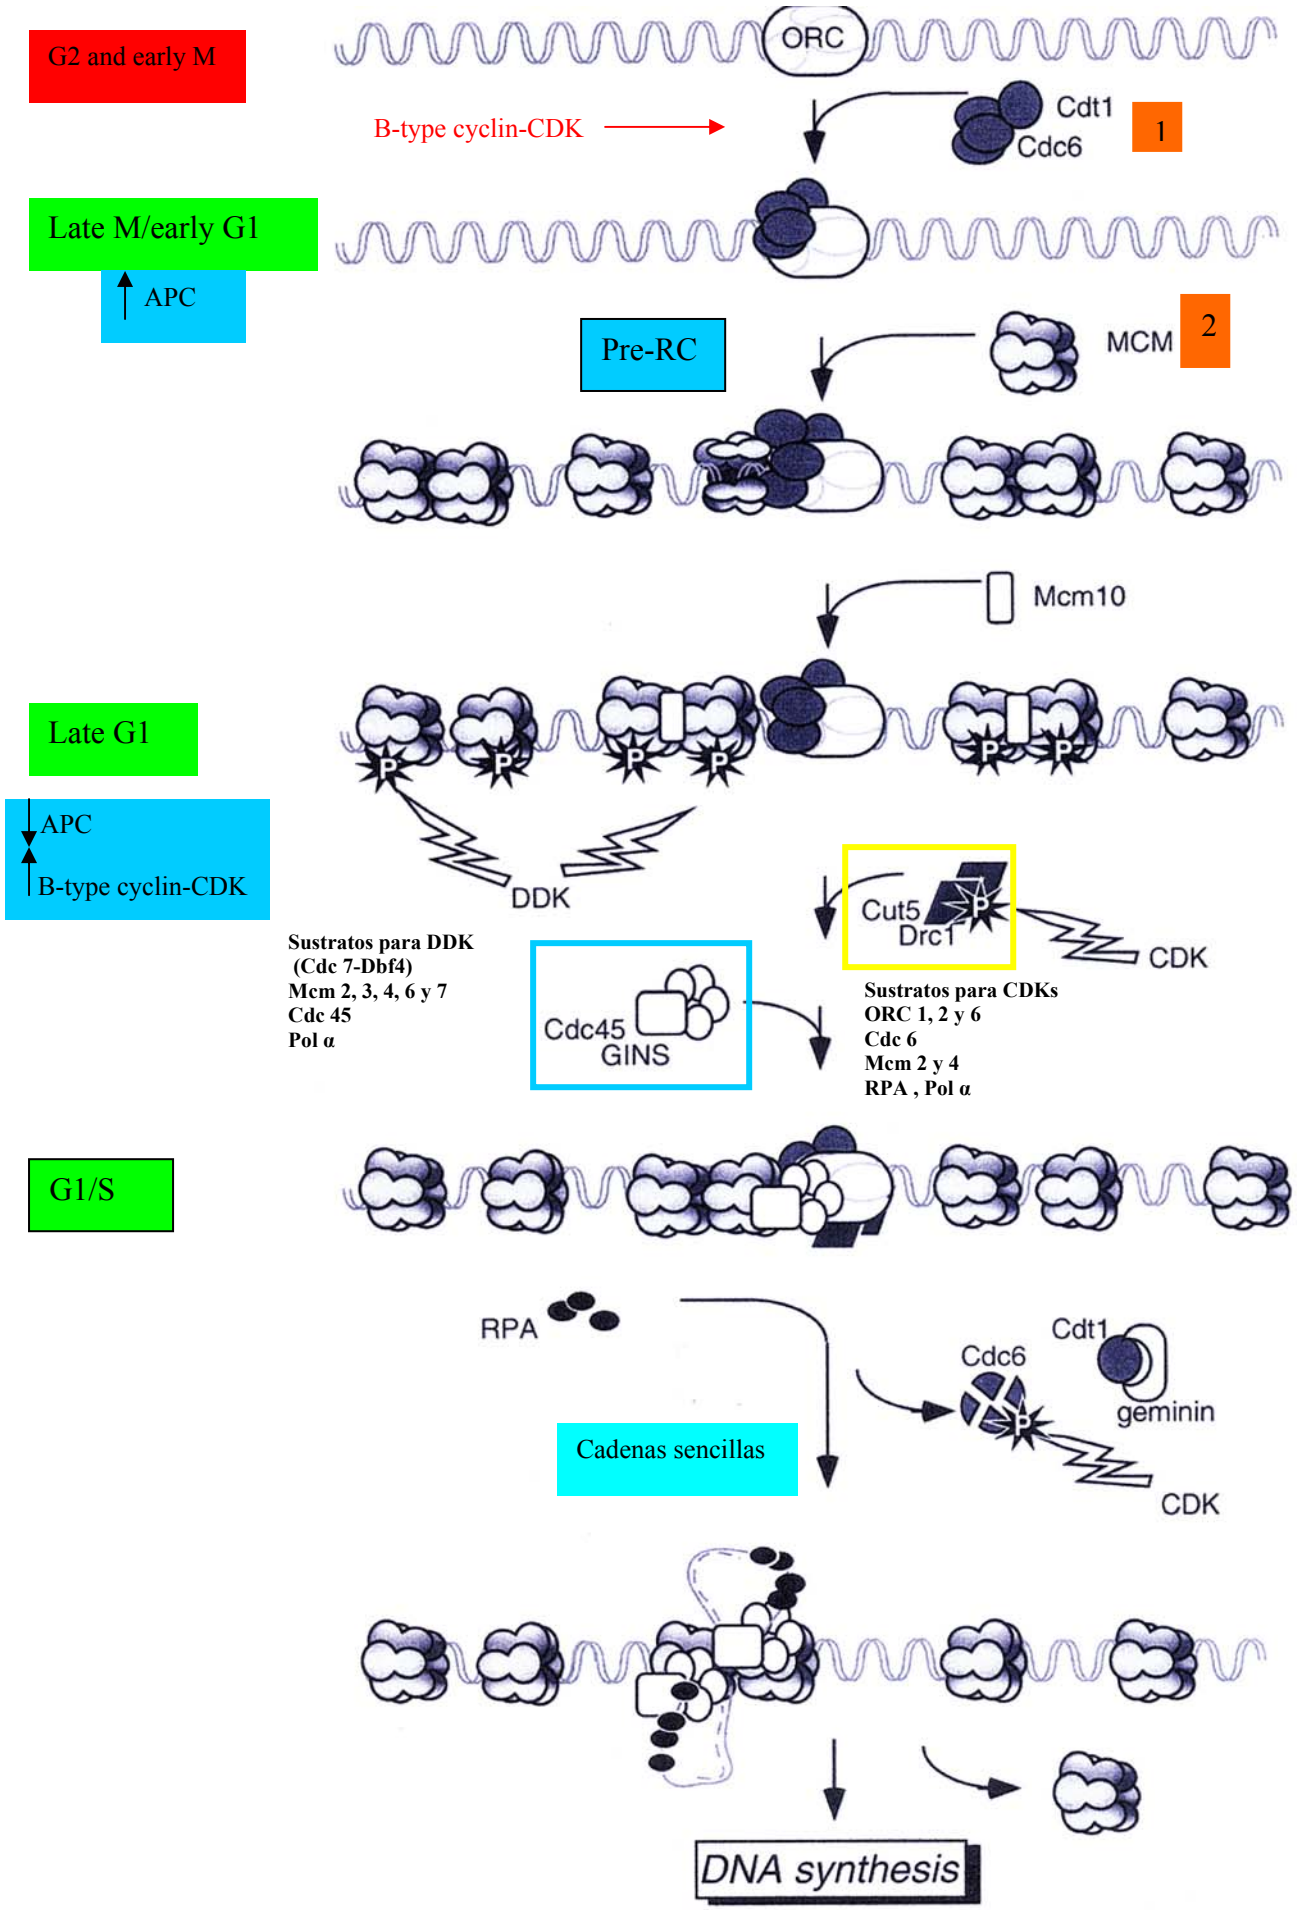 ORC
G2 and early M
B-type cyclin-CDK
Cdt1
Cdc6
1
Late M/early G1
APC
Pre-RC
MCM
2
Mcm10
Late G1
P P P P P P
APC
B-type cyclin-CDK
DDK
Cut5
Drc1
P
CDK
Sustratos para DDK
(Cdc 7-Dbf4)
Mcm 2, 3, 4, 6 y 7
Cdc 45
Pol α
Cdc45
GINS
Sustratos para CDKs
ORC 1, 2 y 6
Cdc 6
Mcm 2 y 4
RPA , Pol α
G1/S
RPA
Cdc6
P
Cdt1
geminin
CDK
Cadenas sencillas
DNA synthesis